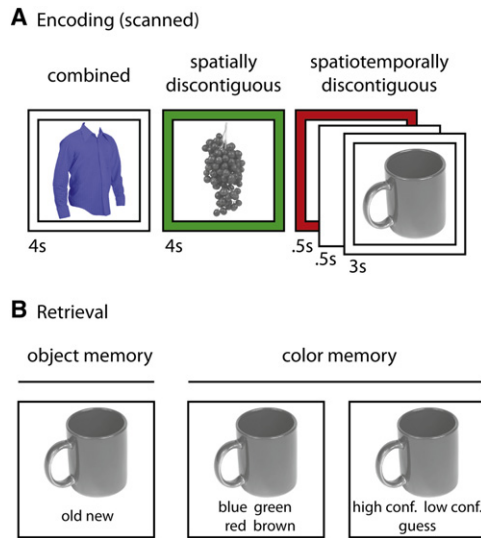 A Encoding (scanned)
combined
spatially
discontiguous
spatiotemporally
discontiguous
4s
4s
.5s
.5s
3s
B Retrieval
object memory
color memory
old new
blue green
red brown
high conf. low conf.
guess